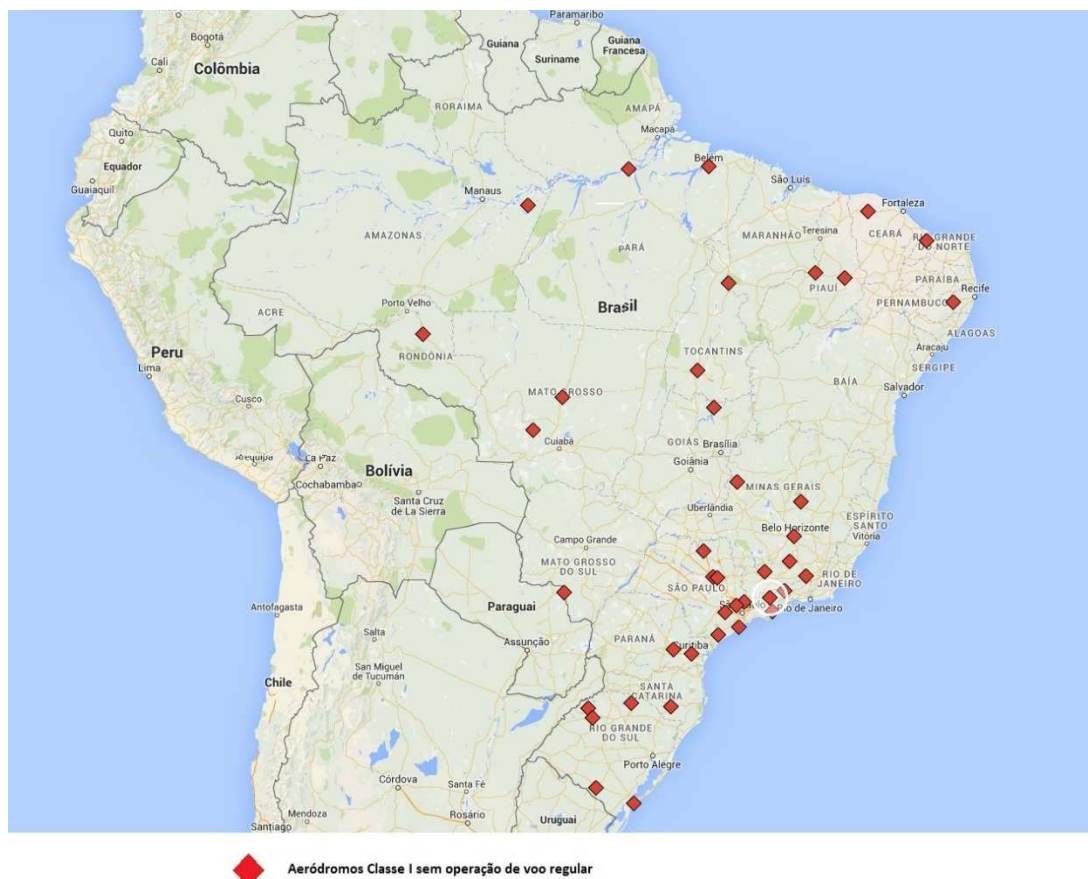 Paramaribo
Bogotá
Guiana
Guiana
Francesa
Suriname
Cali
Colômbia
RORAIMA
AMAPÁ
Quito
Macapá
Equador
Belém
Guaiaquil
Manaus
São Luís
Fortaleza
AMAZONAS
PARÁ
MARANHÃO
Teresina
CEARÁ
RIO GRANDE
DO NORTE
PIAUÍ
PARAÍBA
Porto Velho
Brasil
PERNAMBUCO
Recife
ACRE
ALAGOAS
Peru
RONDÔNIA
TOCANTINS
Aracaju
Lima
SERGIPE
BAÍA
MATO GROSSO
Salvador
Cusco
Cuiabá
GOIÁS
Brasília
Arequipa
La Paz
Bolívia
Goiânia
Cochabamba
Santa Cruz
de La Sierra
MINAS GERAIS
Uberlândia
ESPÍRITO
SANTO
Belo Horizonte
Vitória
Campo Grande
MATO GROSSO
DO SUL
RIO DE
JANEIRO
SÃO PAULO
Paraguai
Rio de Janeiro
Antofagasta
Salta
PARANÁ
Assunção
Curitiba
San Miguel
de Tucumán
Chile
SANTA
CATARINA
RIO GRANDE
DO SUL
Porto Alegre
Córdova
Santa Fé
Mendoza
Rosário
Uruguai
Santiago
Aeródromos Classe I sem operação de voo regular